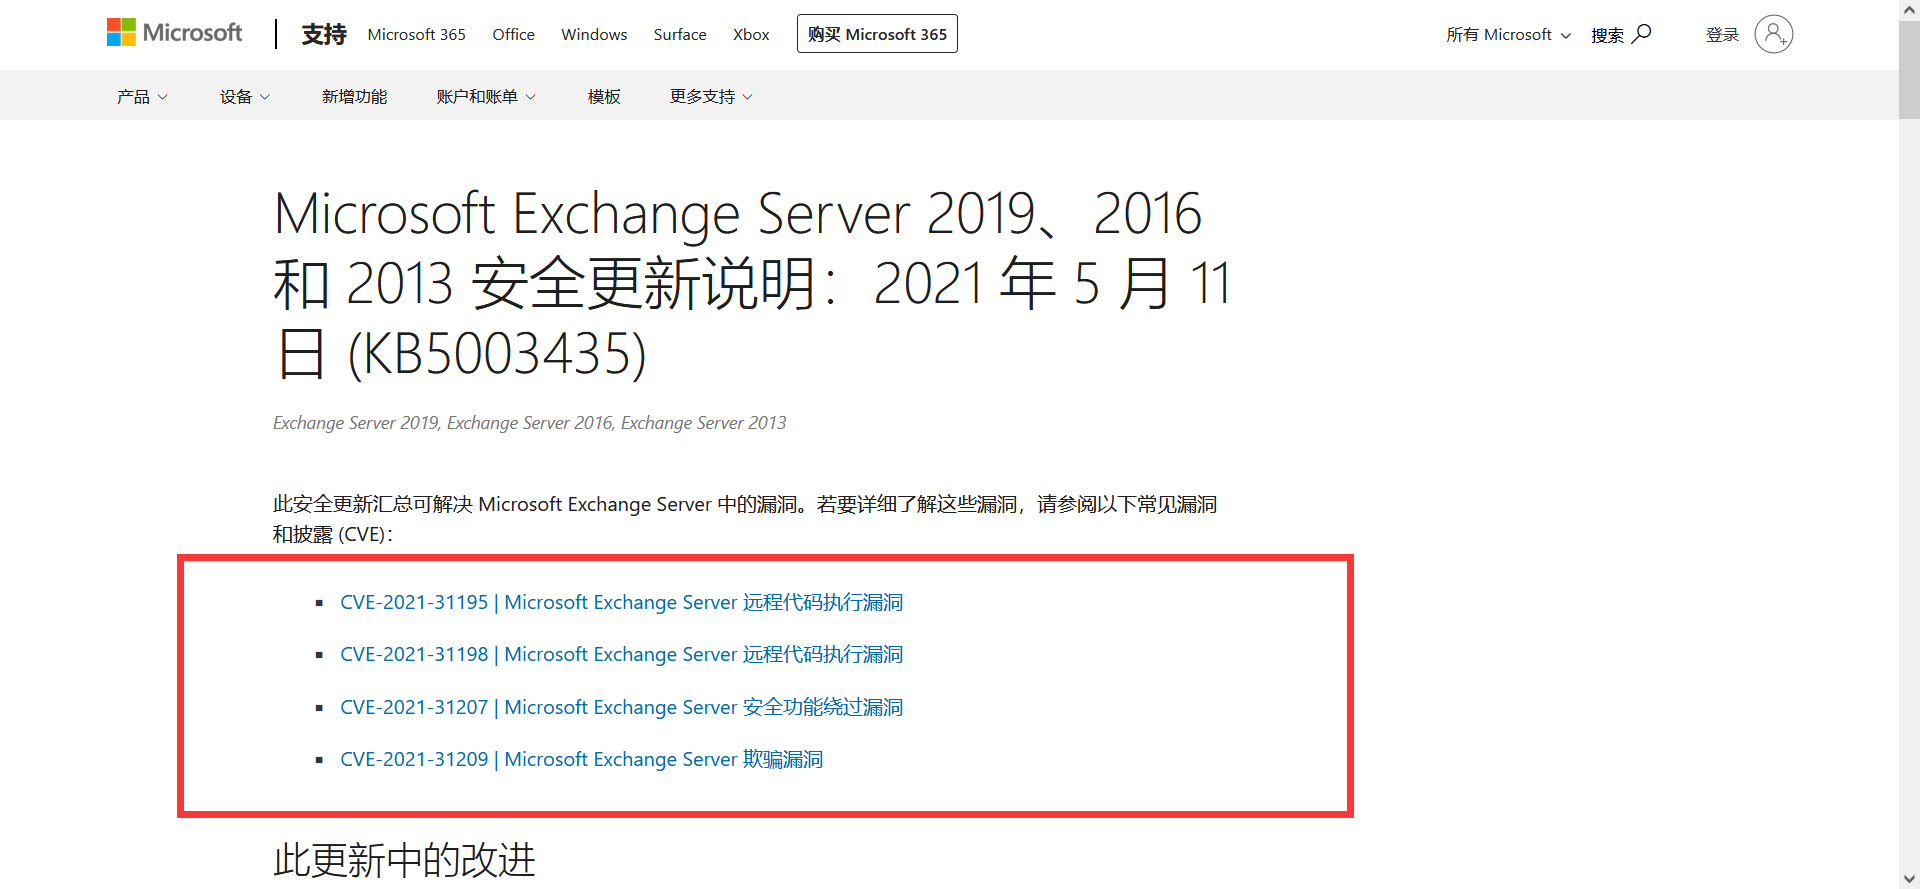 Microsoft 支持 Microsoft 365 Office Windows Surface Xbox 购买 Microsoft 365 所有 Microsoft 搜索 登录
产品 设备 新增功能 账户和账单 模板 更多支持
Microsoft Exchange Server 2019、2016
和 2013 安全更新说明：2021 年 5 月 11
日 (KB5003435)
Exchange Server 2019, Exchange Server 2016, Exchange Server 2013
此安全更新汇总可解决 Microsoft Exchange Server 中的漏洞。若要详细了解这些漏洞，请参阅以下常见漏洞
和披露 (CVE)：
CVE-2021-31195 | Microsoft Exchange Server 远程代码执行漏洞
CVE-2021-31198 | Microsoft Exchange Server 远程代码执行漏洞
CVE-2021-31207 | Microsoft Exchange Server 安全功能绕过漏洞
CVE-2021-31209 | Microsoft Exchange Server 欺骗漏洞
此更新中的改进